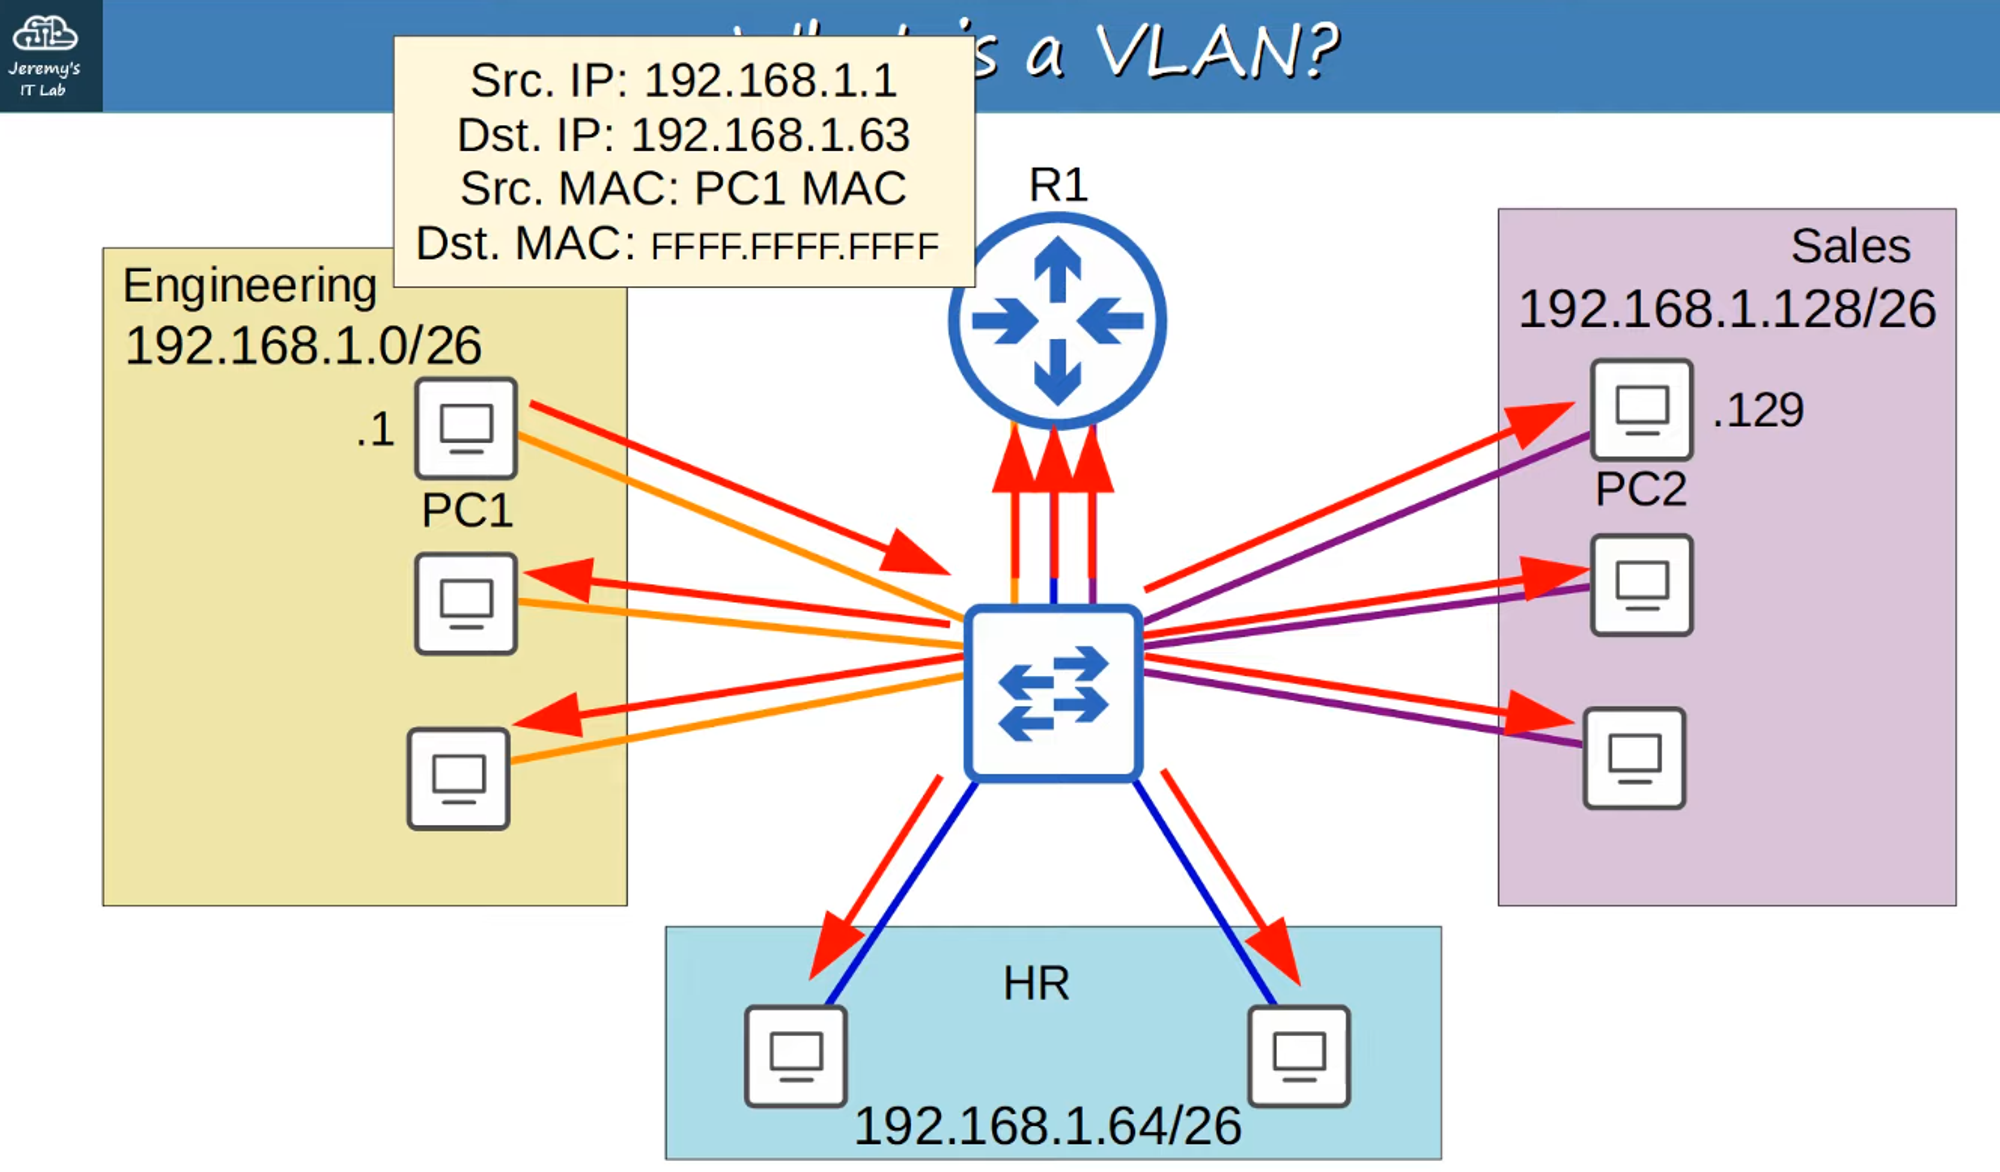 Jeremy's
IT Lab
is a VLAN?
Src. IP: 192.168.1.1
Dst. IP: 192.168.1.63
Src. MAC: PC1 MAC
Dst. MAC: FFFF.FFFF.FFFF
R1
Engineering
192.168.1.0/26
.1
PC1
Sales
192.168.1.128/26
.129
PC2
HR
192.168.1.64/26